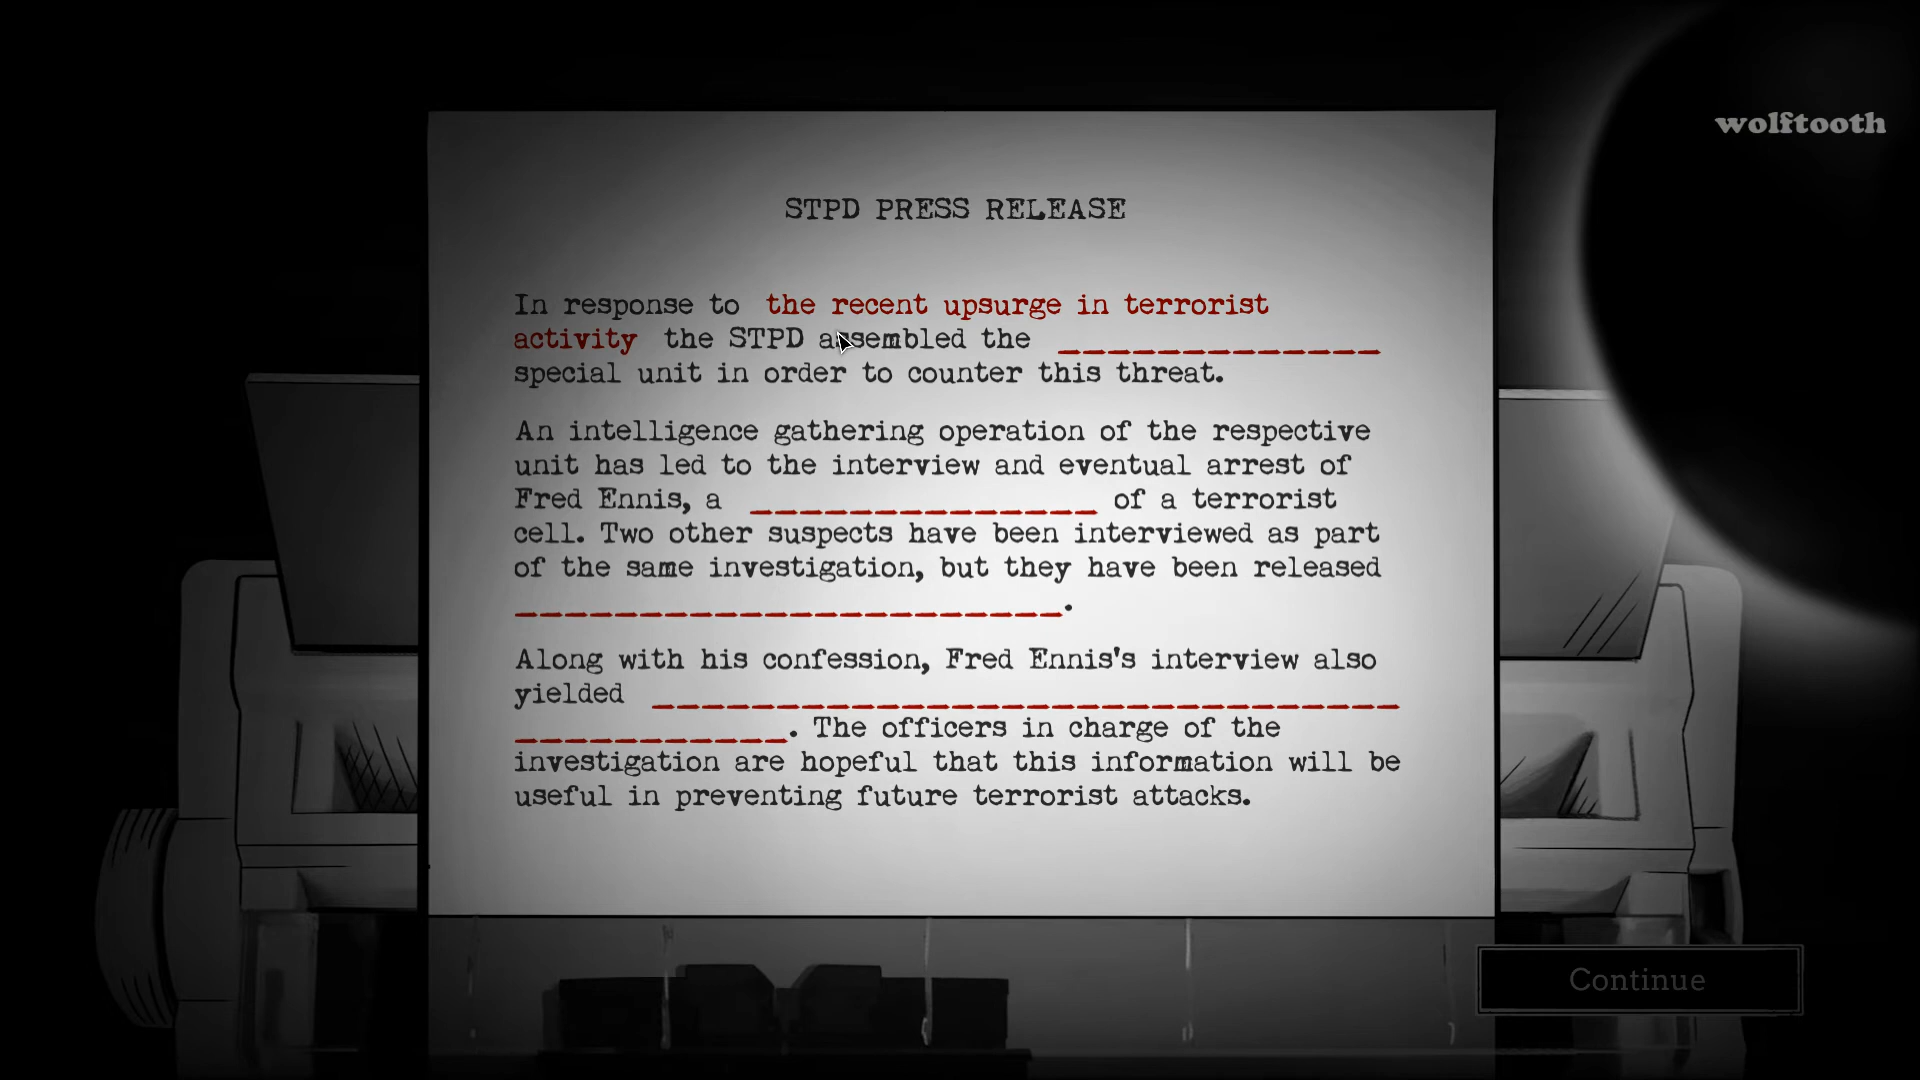 wolftooth
STPD PRESS RELEASE
In response to the recent upsurge in terrorist
activity the STPD assembled the ______________
special unit in order to counter this threat.
An intelligence gathering operation of the respective
unit has led to the interview and eventual arrest of
Fred Ennis, a ______________ of a terrorist
cell. Two other suspects have been interviewed as part
of the same investigation, but they have been released
______________________.
Along with his confession, Fred Ennis's interview also
yielded ______________________________
___________. The officers in charge of the
investigation are hopeful that this information will be
useful in preventing future terrorist attacks.
Continue